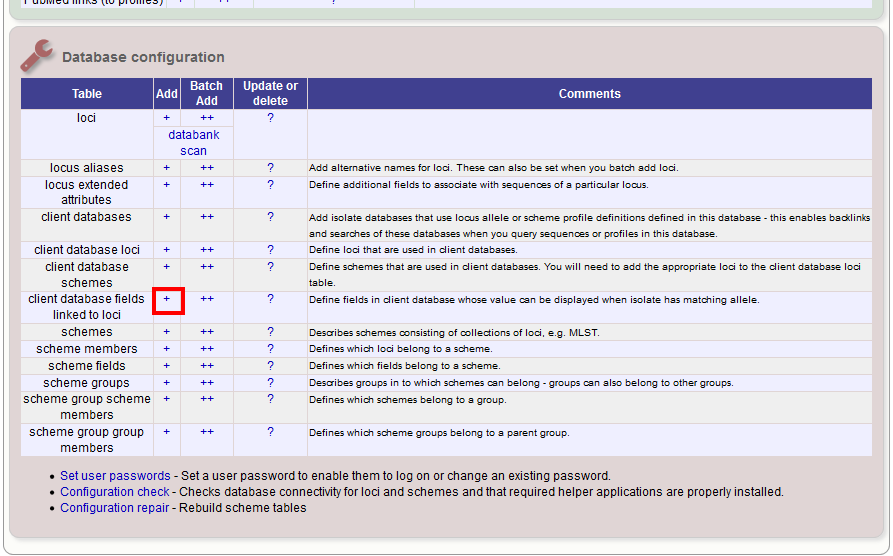 PubMed links (to profiles) + ++ ?
Database configuration
Table Add Batch Add Update or delete Comments
loci + ++ ?
databank scan
locus aliases + ++ ? Add alternative names for loci. These can also be set when you batch add loci.
locus extended attributes + ++ ? Define additional fields to associate with sequences of a particular locus.
client databases + ++ ? Add isolate databases that use locus allele or scheme profile definitions defined in this database - this enables backlinks
and searches of these databases when you query sequences or profiles in this database.
client database loci + ++ ? Define loci that are used in client databases.
client database schemes + ++ ? Define schemes that are used in client databases. You will need to add the appropriate loci to the client database loci
table.
client database fields linked to loci + ++ ? Define fields in client database whose value can be displayed when isolate has matching allele.
schemes + ++ ? Describes schemes consisting of collections of loci, e.g. MLST.
scheme members + ++ ? Defines which loci belong to a scheme.
scheme fields + ++ ? Defines which fields belong to a scheme.
scheme groups + ++ ? Describes groups in to which schemes can belong - groups can also belong to other groups.
scheme group scheme members + ++ ? Defines which schemes belong to a group.
scheme group group members + ++ ? Defines which scheme groups belong to a parent group.
• Set user passwords - Set a user password to enable them to log on or change an existing password.
• Configuration check - Checks database connectivity for loci and schemes and that required helper applications are properly installed.
• Configuration repair - Rebuild scheme tables